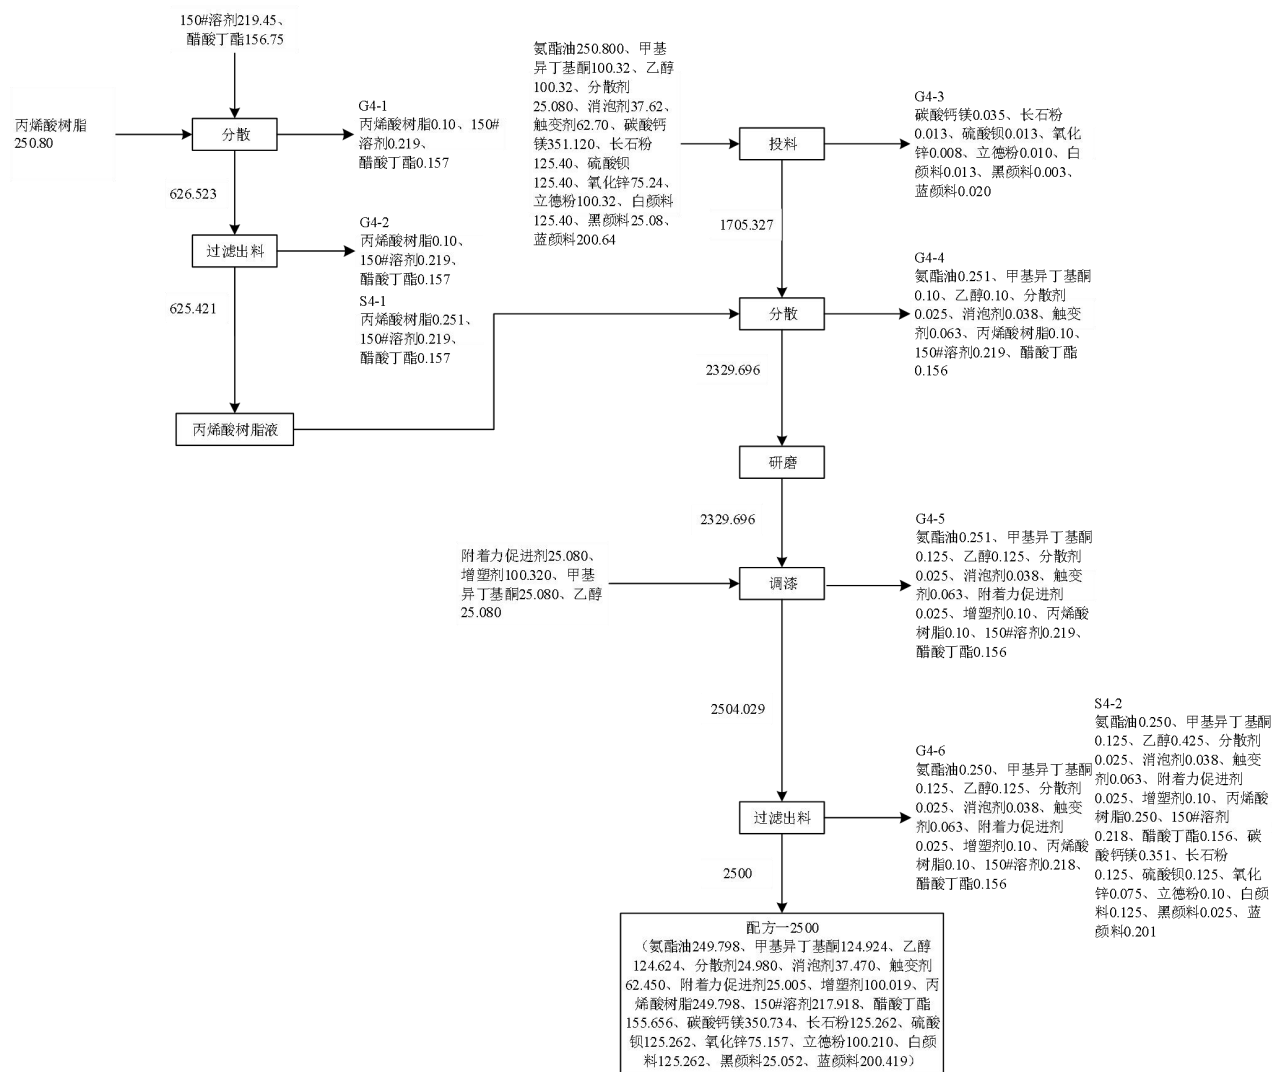 150#溶剂219.45、
醋酸丁酯156.75
丙烯酸树脂
250.80
分散
G4-1
丙烯酸树脂0.10、150#
溶剂0.219、
醋酸丁酯0.157
626.523
过滤出料
G4-2
丙烯酸树脂0.10、
150#溶剂0.219、
醋酸丁酯0.157
S4-1
丙烯酸树脂0.251、
150#溶剂0.219、
醋酸丁酯0.157
625.421
丙烯酸树脂液
氨酯油250.800、甲基
异丁基酮100.32、乙醇
100.32、分散剂
25.080、消泡剂37.62、
触变剂62.70、碳酸钙
镁351.120、长石粉
125.40、硫酸钡
125.40、氧化锌75.24、
立德粉100.32、白颜料
125.40、黑颜料25.08、
蓝颜料200.64
投料
G4-3
碳酸钙镁0.035、长石粉
0.013、硫酸钡0.013、氧化
锌0.008、立德粉0.010、白
颜料0.013、黑颜料0.003、
蓝颜料0.020
1705.327
分散
G4-4
氨酯油0.251、甲基异丁基酮
0.10、乙醇0.10、分散剂
0.025、消泡剂0.038、触变
剂0.063、丙烯酸树脂0.10、
150#溶剂0.219、醋酸丁酯
0.156
2329.696
研磨
2329.696
附着力促进剂25.080、
增塑剂100.320、甲基
异丁基酮25.080、乙醇
25.080
调漆
G4-5
氨酯油0.251、甲基异丁基酮
0.125、乙醇0.125、分散剂
0.025、消泡剂0.038、触变
剂0.063、附着力促进剂
0.025、增塑剂0.10、丙烯酸
树脂0.10、150#溶剂0.219、
醋酸丁酯0.156
2504.029
过滤出料
G4-6
氨酯油0.250、甲基异丁基酮
0.125、乙醇0.125、分散剂
0.025、消泡剂0.038、触变
剂0.063、附着力促进剂
0.025、增塑剂0.10、丙烯酸
树脂0.10、150#溶剂0.218、
醋酸丁酯0.156
S4-2
氨酯油0.250、甲基异丁基酮
0.125、乙醇0.425、分散剂
0.025、消泡剂0.038、触变
剂0.063、附着力促进剂
0.025、增塑剂0.10、丙烯酸
树脂0.250、150#溶剂
0.218、醋酸丁酯0.156、碳
酸钙镁0.351、长石粉
0.125、硫酸钡0.125、氧化
锌0.075、立德粉0.10、白颜
料0.125、黑颜料0.025、蓝
颜料0.201
2500
配方一2500
（氨酯油249.798、甲基异丁基酮124.924、乙醇
124.624、分散剂24.980、消泡剂37.470、触变剂
62.450、附着力促进剂25.005、增塑剂100.019、丙
烯酸树脂249.798、150#溶剂217.918、醋酸丁酯
155.656、碳酸钙镁350.734、长石粉125.262、硫酸
钡125.262、氧化锌75.157、立德粉100.210、白颜
料125.262、黑颜料25.052、蓝颜料200.419）